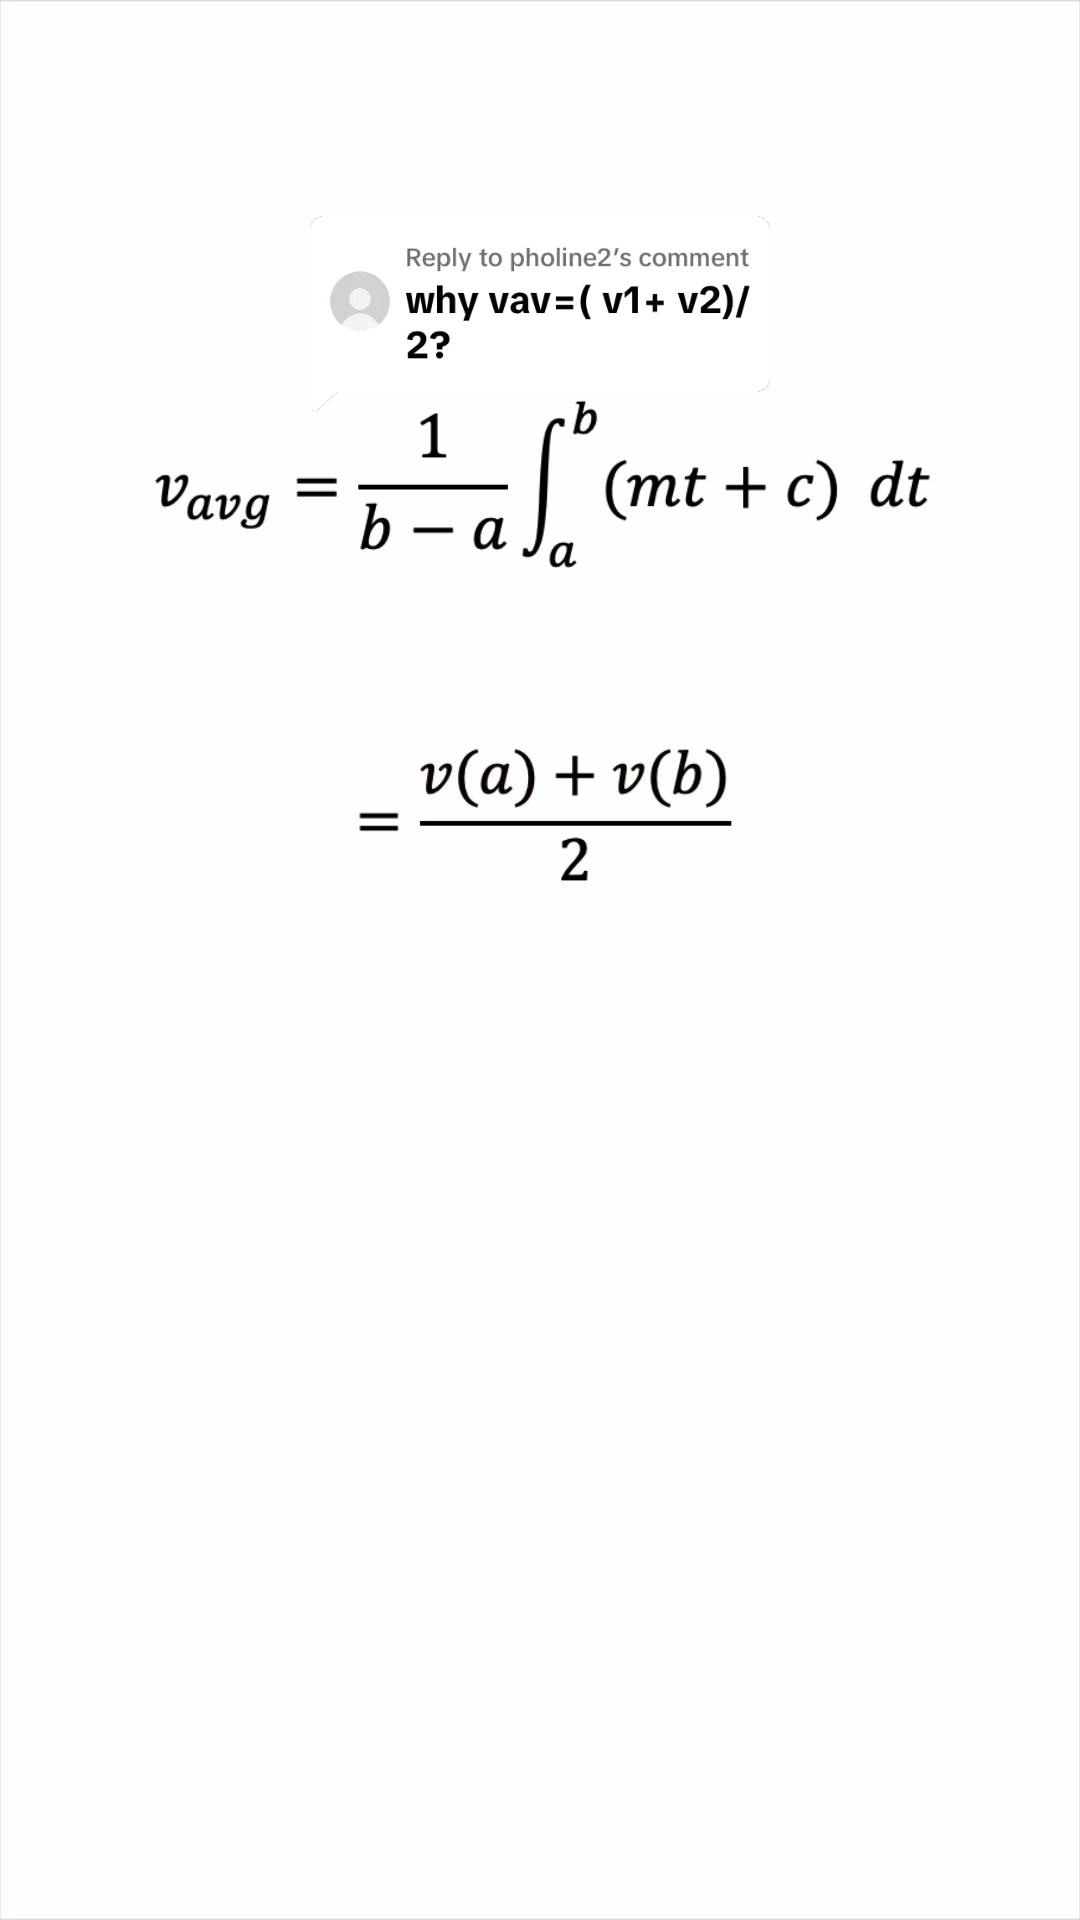 Reply to pholine2's comment
why vav=( v1+ v2)/
2?
v_avg = 1/(b − a) ∫_a^b (mt + c) dt
= (v(a) + v(b))/2